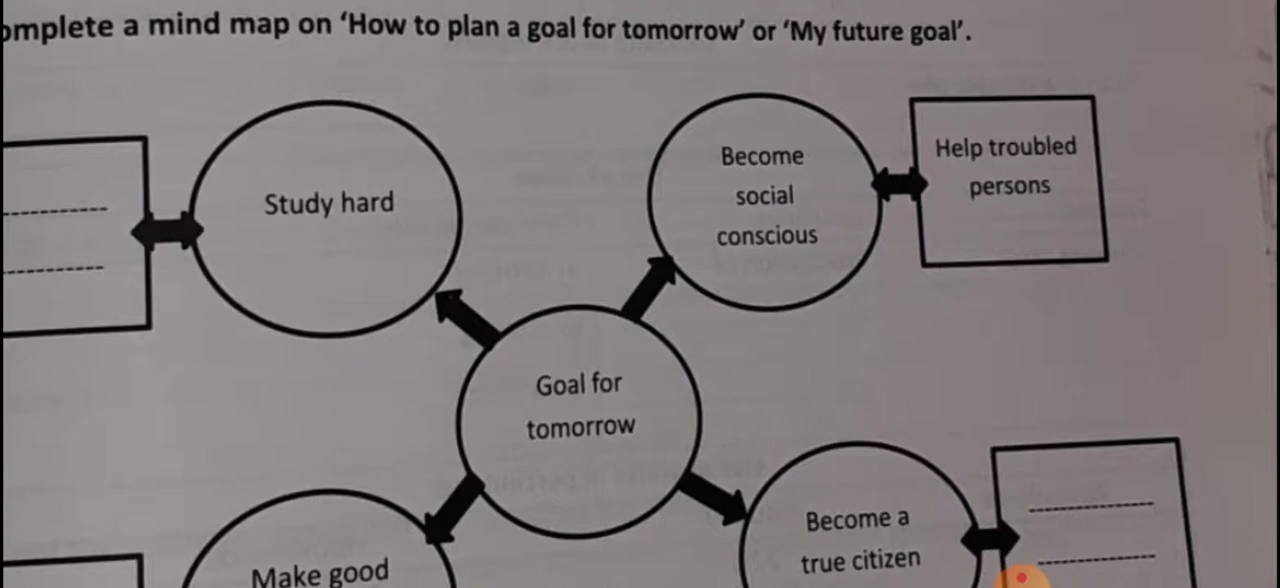 omplete a mind map on ‘How to plan a goal for tomorrow’ or ‘My future goal’.
Study hard
Become
social
conscious
Help troubled
persons
Goal for
tomorrow
Make good
Become a
true citizen